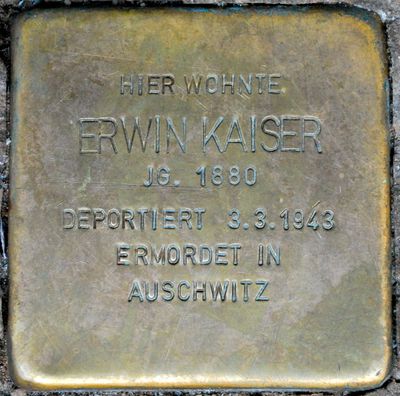 HIER WOHNTE
ERWIN KAISER
JG. 1880
DEPORTIERT 3.3.1943
ERMORDET IN
AUSCHWITZ